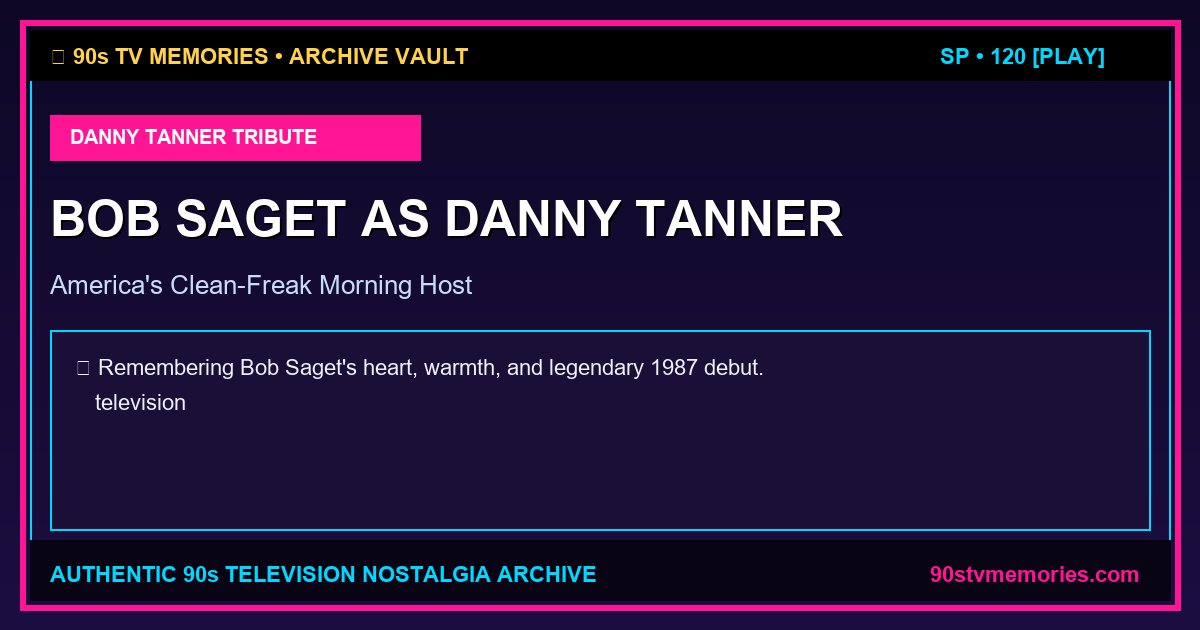 90s TV MEMORIES • ARCHIVE VAULT
SP • 120 [PLAY]
DANNY TANNER TRIBUTE
BOB SAGET AS DANNY TANNER
America's Clean-Freak Morning Host
Remembering Bob Saget's heart, warmth, and legendary 1987 debut.
television
AUTHENTIC 90s TELEVISION NOSTALGIA ARCHIVE
90stvmemories.com